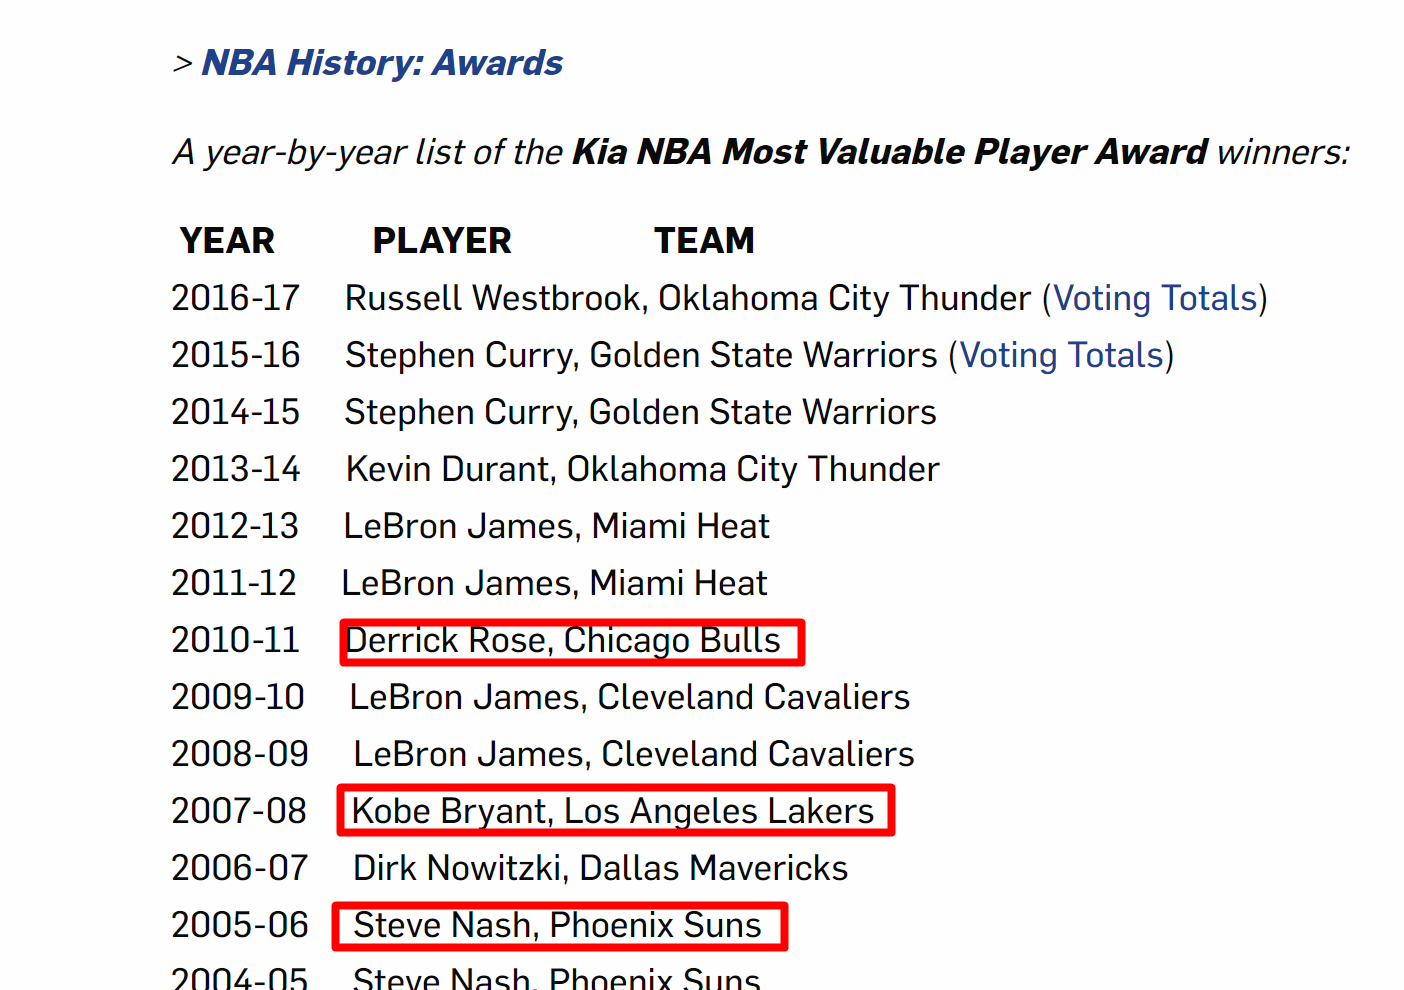 > NBA History: Awards
A year-by-year list of the Kia NBA Most Valuable Player Award winners:
YEAR PLAYER TEAM
2016-17 Russell Westbrook, Oklahoma City Thunder (Voting Totals)
2015-16 Stephen Curry, Golden State Warriors (Voting Totals)
2014-15 Stephen Curry, Golden State Warriors
2013-14 Kevin Durant, Oklahoma City Thunder
2012-13 LeBron James, Miami Heat
2011-12 LeBron James, Miami Heat
2010-11 Derrick Rose, Chicago Bulls
2009-10 LeBron James, Cleveland Cavaliers
2008-09 LeBron James, Cleveland Cavaliers
2007-08 Kobe Bryant, Los Angeles Lakers
2006-07 Dirk Nowitzki, Dallas Mavericks
2005-06 Steve Nash, Phoenix Suns
2004-05 Steve Nash, Phoenix Suns